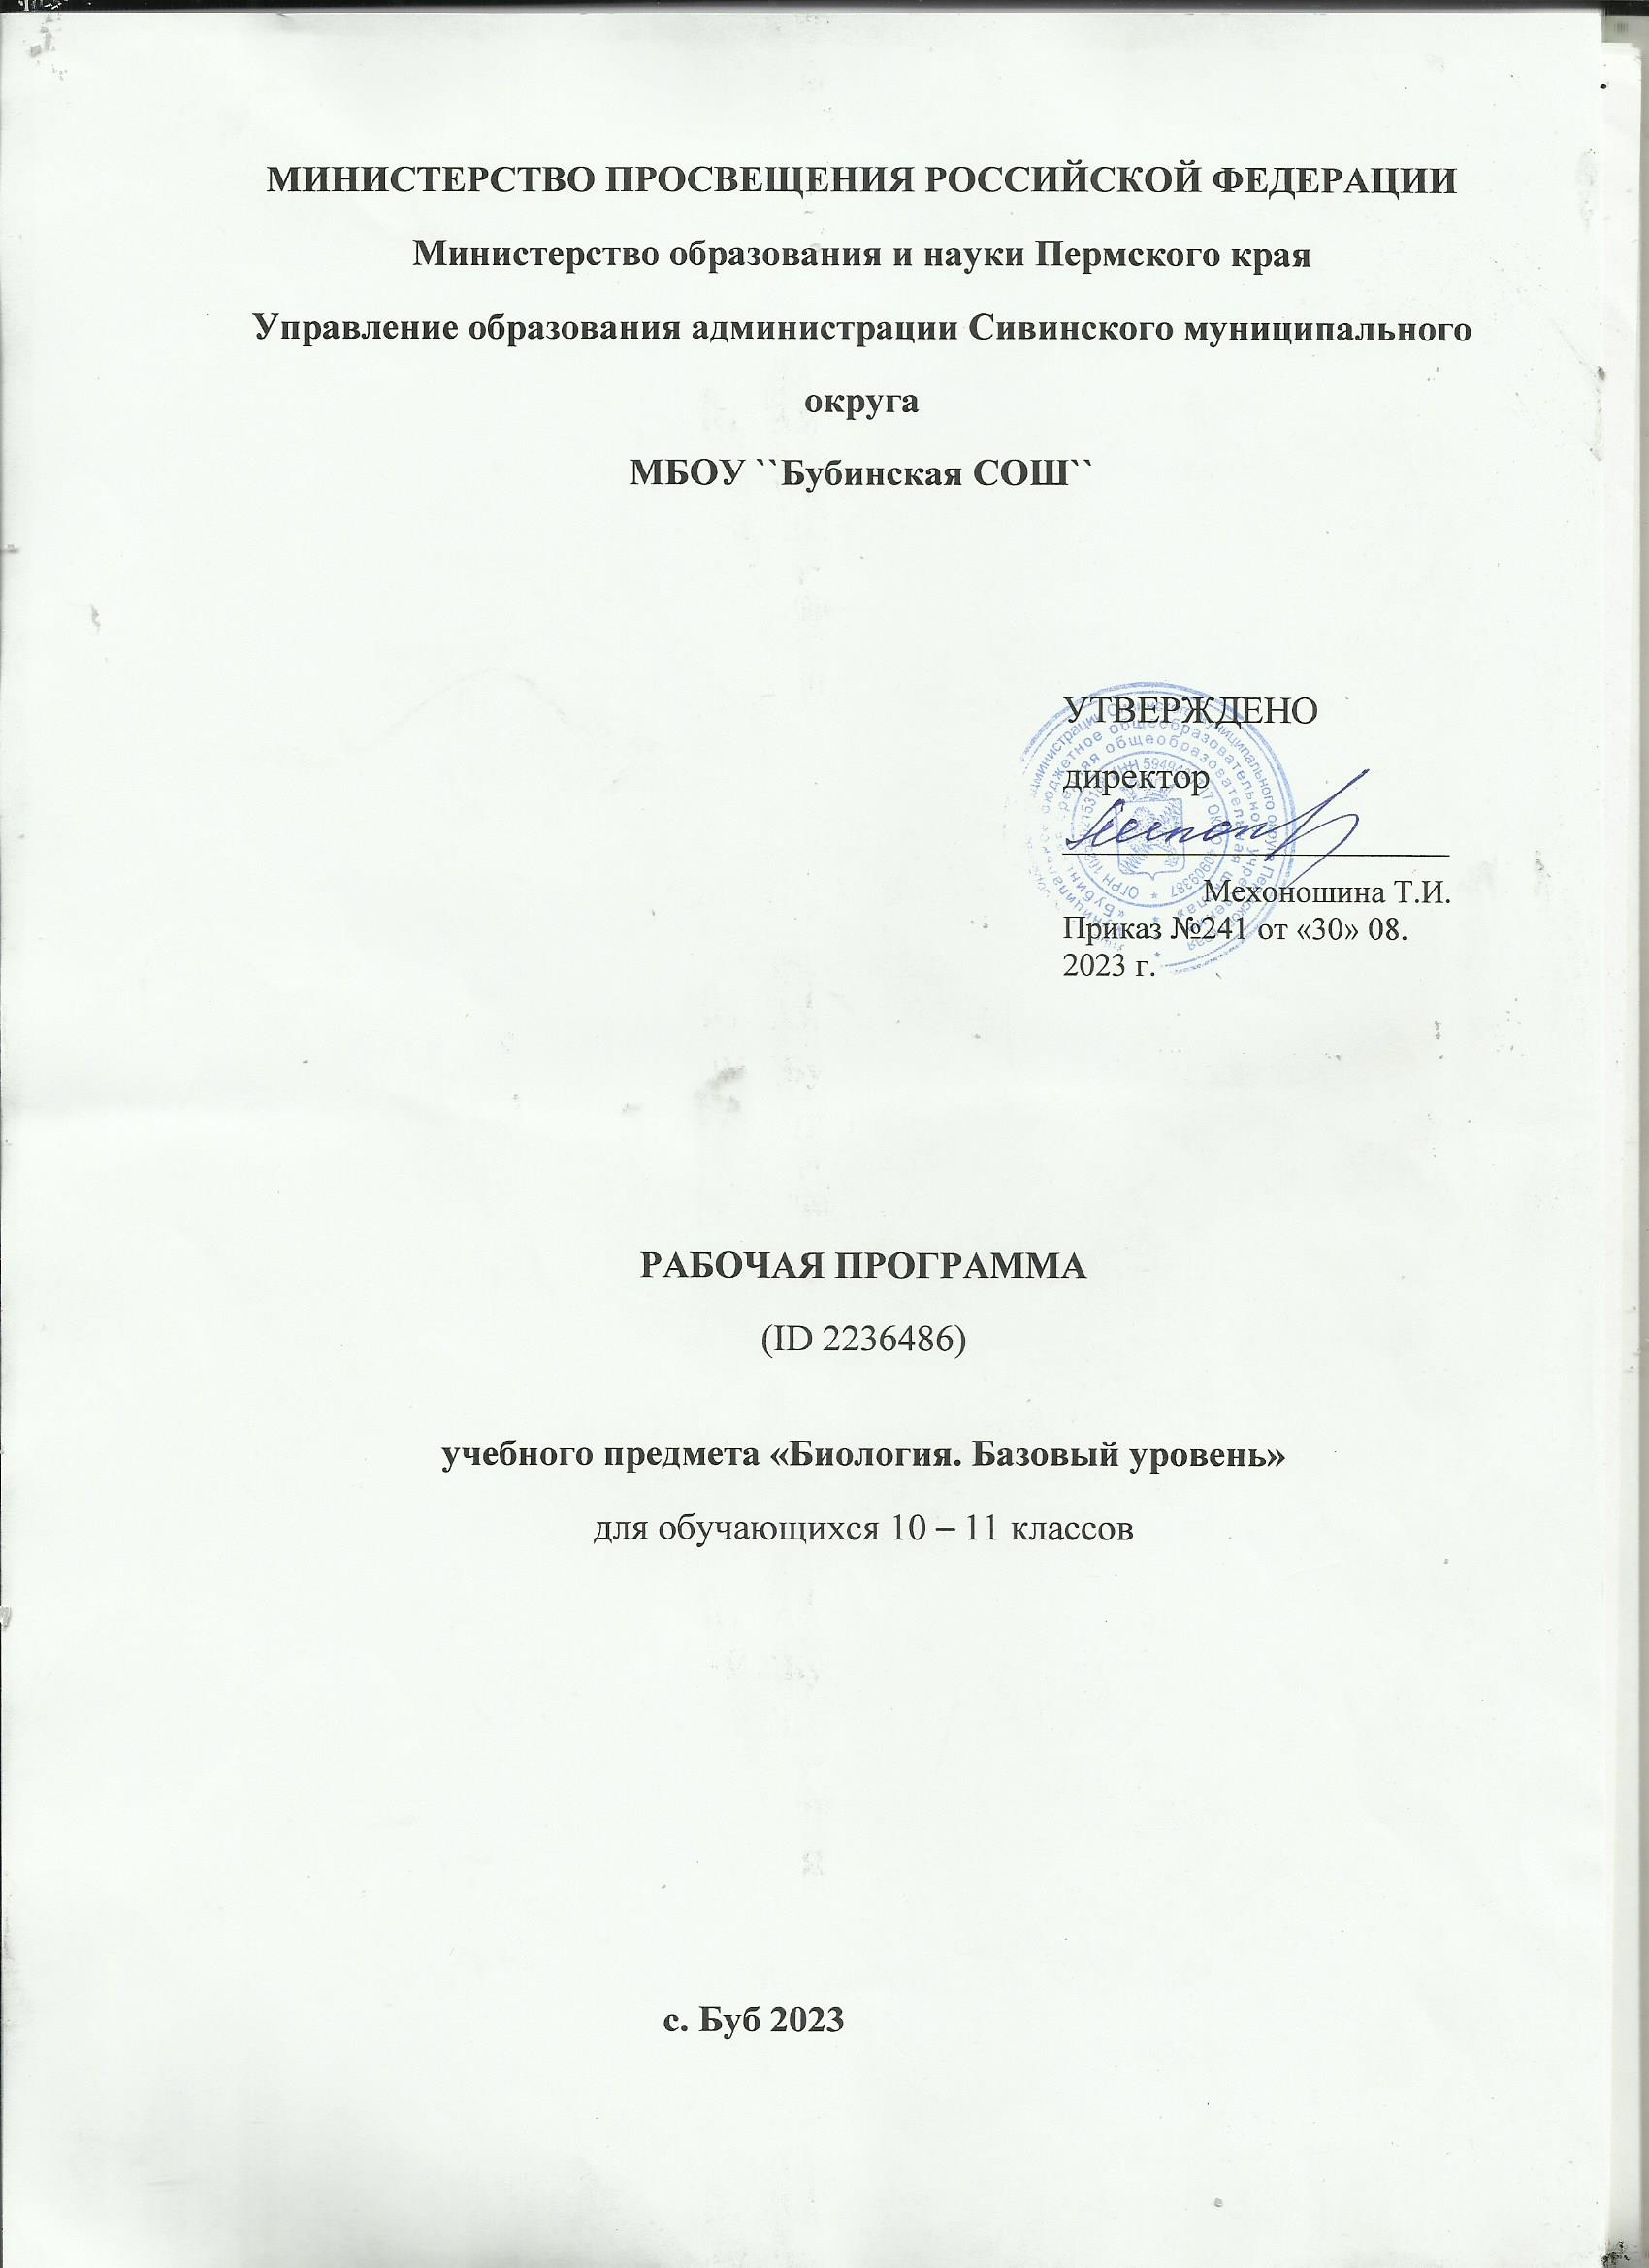 МИНИСТЕРСТВО ПРОСВЕЩЕНИЯ РОССИЙСКОЙ ФЕДЕРАЦИИ
Министерство образования и науки Пермского края
Управление образования администрации Сивинского муниципального
округа
МБОУ ``Бубинская СОШ``
УТВЕРЖДЕНО
директор
Мехоношина Т.И.
Приказ №241 от «30» 08.
2023 г.
РАБОЧАЯ ПРОГРАММА
(ID 2236486)
учебного предмета «Биология. Базовый уровень»
для обучающихся 10 – 11 классов
с. Буб 2023